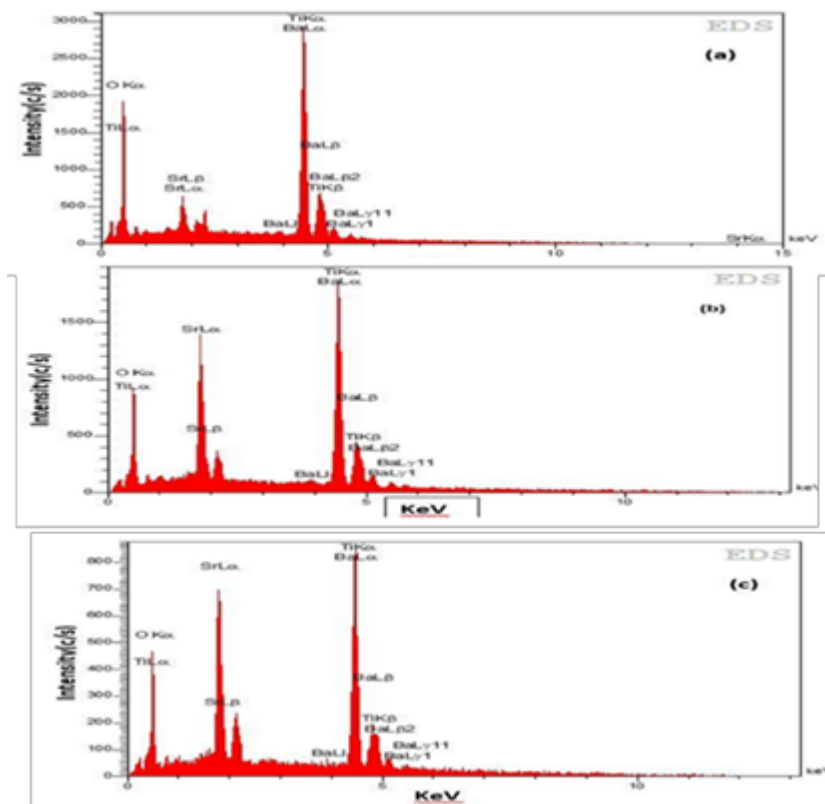 EDS
(a)
Intensity(c/s)
3000
2500
2000
1500
1000
500
0
O Kα
TiLα
SrLβ
SrLα
TiKα
BaLα
BaLβ
BaLβ2
TiKβ
BaLγ11
BaLγ1
BaLl
SrKα
keV
0
5
10
15
EDS
(b)
Intensity(c/s)
1500
1000
500
0
O Kα
TiLα
SrLα
SrLβ
TiKα
BaLα
BaLβ
TiKβ
BaLβ2
BaLγ11
BaLγ1
BaLl
0
5
10
KeV
EDS
(c)
Intensity(c/s)
800
700
600
500
400
300
200
100
0
O Kα
TiLα
SrLα
SrLβ
TiKα
BaLα
BaLβ
TiKβ
BaLβ2
BaLγ11
BaLγ1
BaLl
0
5
10
keV
KeV